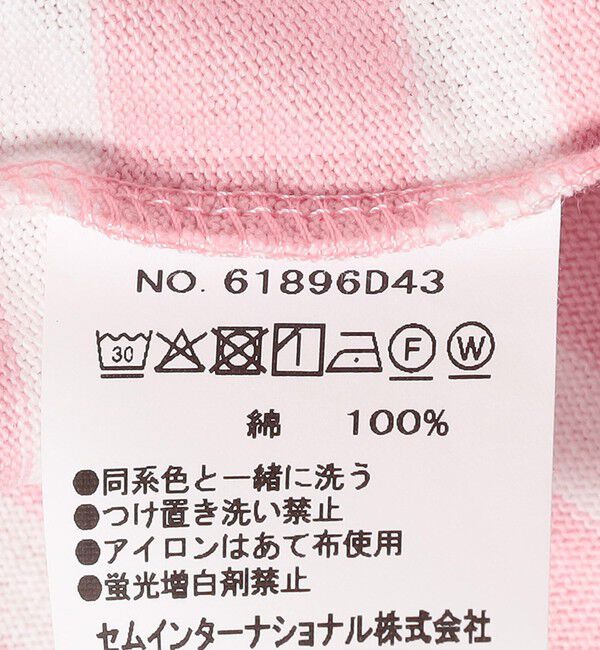 NO. 61896D43
30 F W
綿 100%
●同系色と一緒に洗う
●つけ置き洗い禁止
●アイロンはあて布使用
●蛍光増白剤禁止
セムインターナショナル株式会社